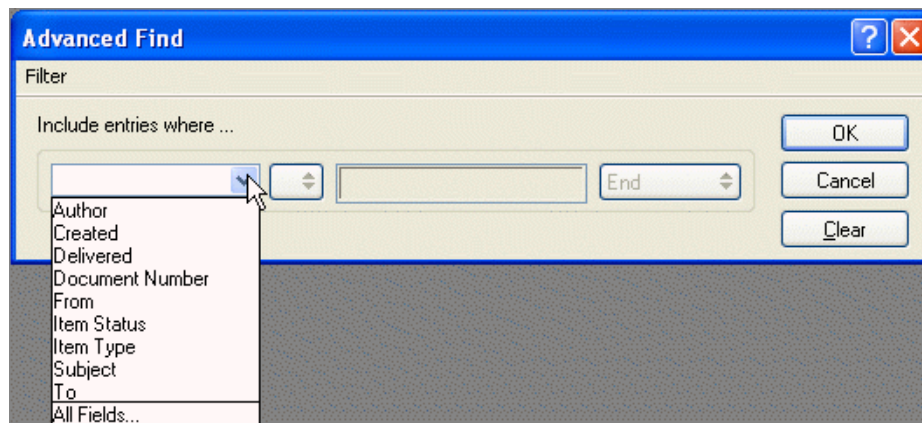 Advanced Find
Filter
Include entries where ...
OK
End
Cancel
Clear
Author
Created
Delivered
Document Number
From
Item Status
Item Type
Subject
To
All Fields...